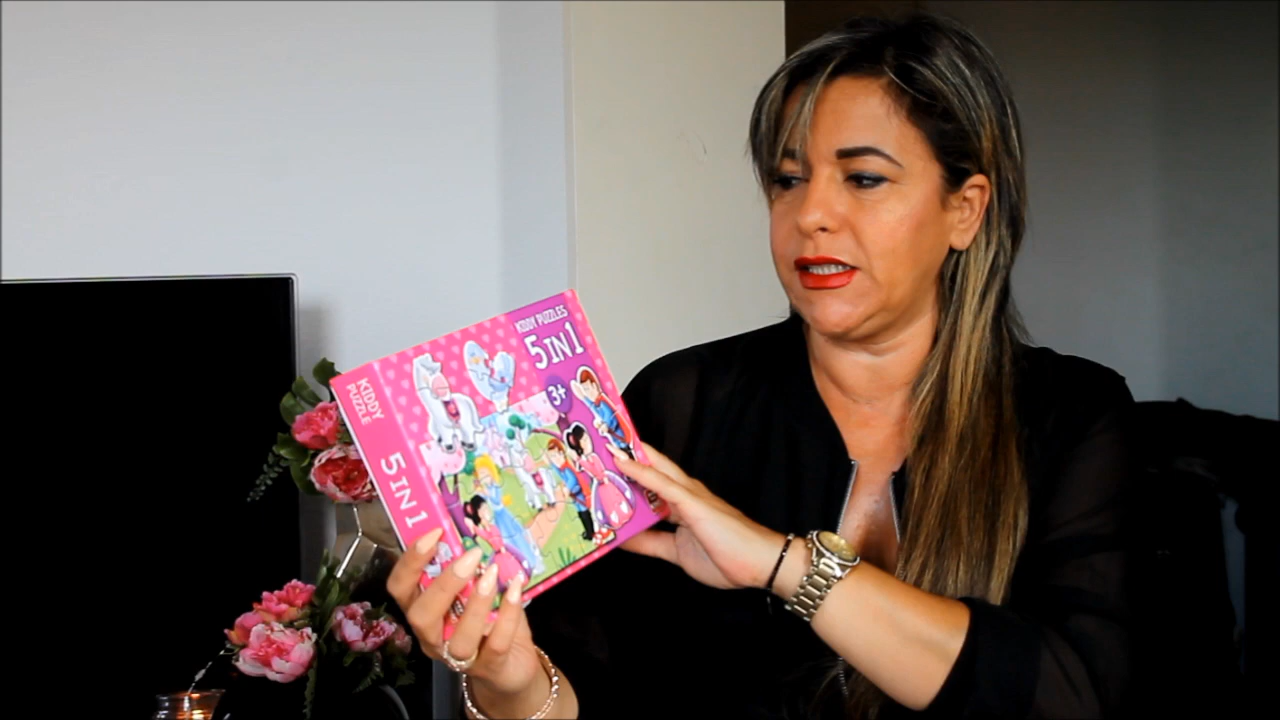 KIDDY PUZZLES
5 IN 1
3+
KIDDY
PUZZLE
5 IN 1